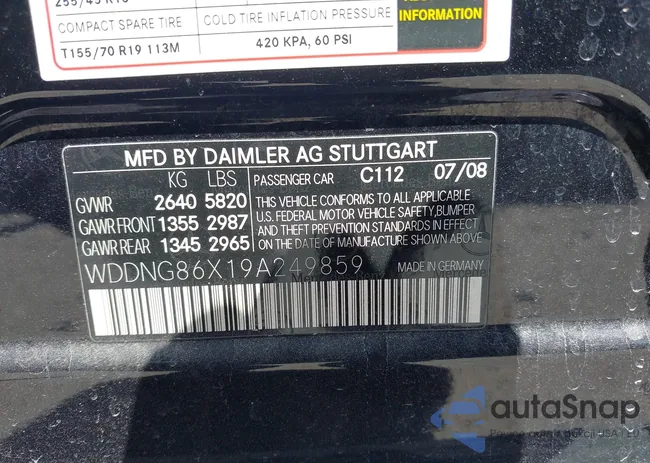 COMPACT SPARE TIRE COLD TIRE INFLATION PRESSURE
T155/70 R19 113M 420 KPA, 60 PSI
INFORMATION
MFD BY DAIMLER AG STUTTGART
KG LBS PASSENGER CAR C112 07/08
GVWR 2640 5820 THIS VEHICLE CONFORMS TO ALL APPLICABLE
GAWR FRONT 1355 2987 U.S. FEDERAL MOTOR VEHICLE SAFETY, BUMPER
GAWR REAR 1345 2965 AND THEFT PREVENTION STANDARDS IN EFFECT
ON THE DATE OF MANUFACTURE SHOWN ABOVE.
WDDNG86X19A249859 MADE IN GERMANY
autaSnap